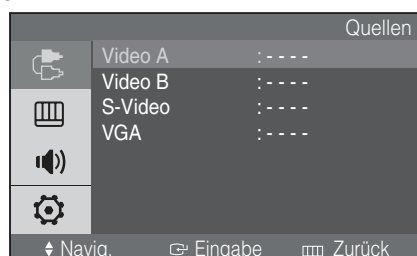 Quellen
Video A : - - - -
Video B : - - - -
S-Video : - - - -
VGA : - - - -
Navig. Eingabe Zurück